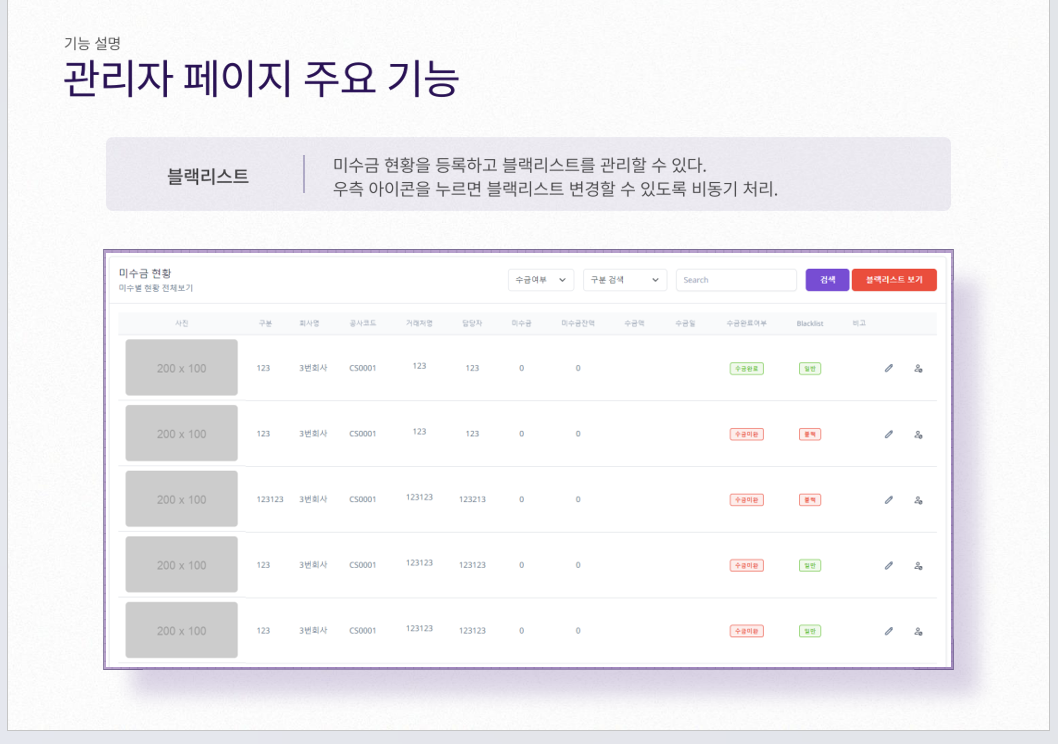 기능 설명
관리자 페이지 주요 기능
블랙리스트
미수금 현황을 등록하고 블랙리스트를 관리할 수 있다.
우측 아이콘을 누르면 블랙리스트 변경할 수 있도록 비동기 처리.
미수금 현황
미수별 현황 전체보기
수금여부 구분 검색 Search 검색 블랙리스트 보기
사진 구분 회사명 공사코드 거래처명 담당자 미수금 미수금잔액 수금액 수금일 수금완료여부 Blacklist 비고
200 x 100 123 3번회사 CS0001 123 123 0 0 수금완료 일반
200 x 100 123 3번회사 CS0001 123 123 0 0 수금미완 블랙
200 x 100 123123 3번회사 CS0001 123123 123213 0 0 수금미완 블랙
200 x 100 123 3번회사 CS0001 123123 123123 0 0 수금미완 일반
200 x 100 123 3번회사 CS0001 123123 123123 0 0 수금미완 일반